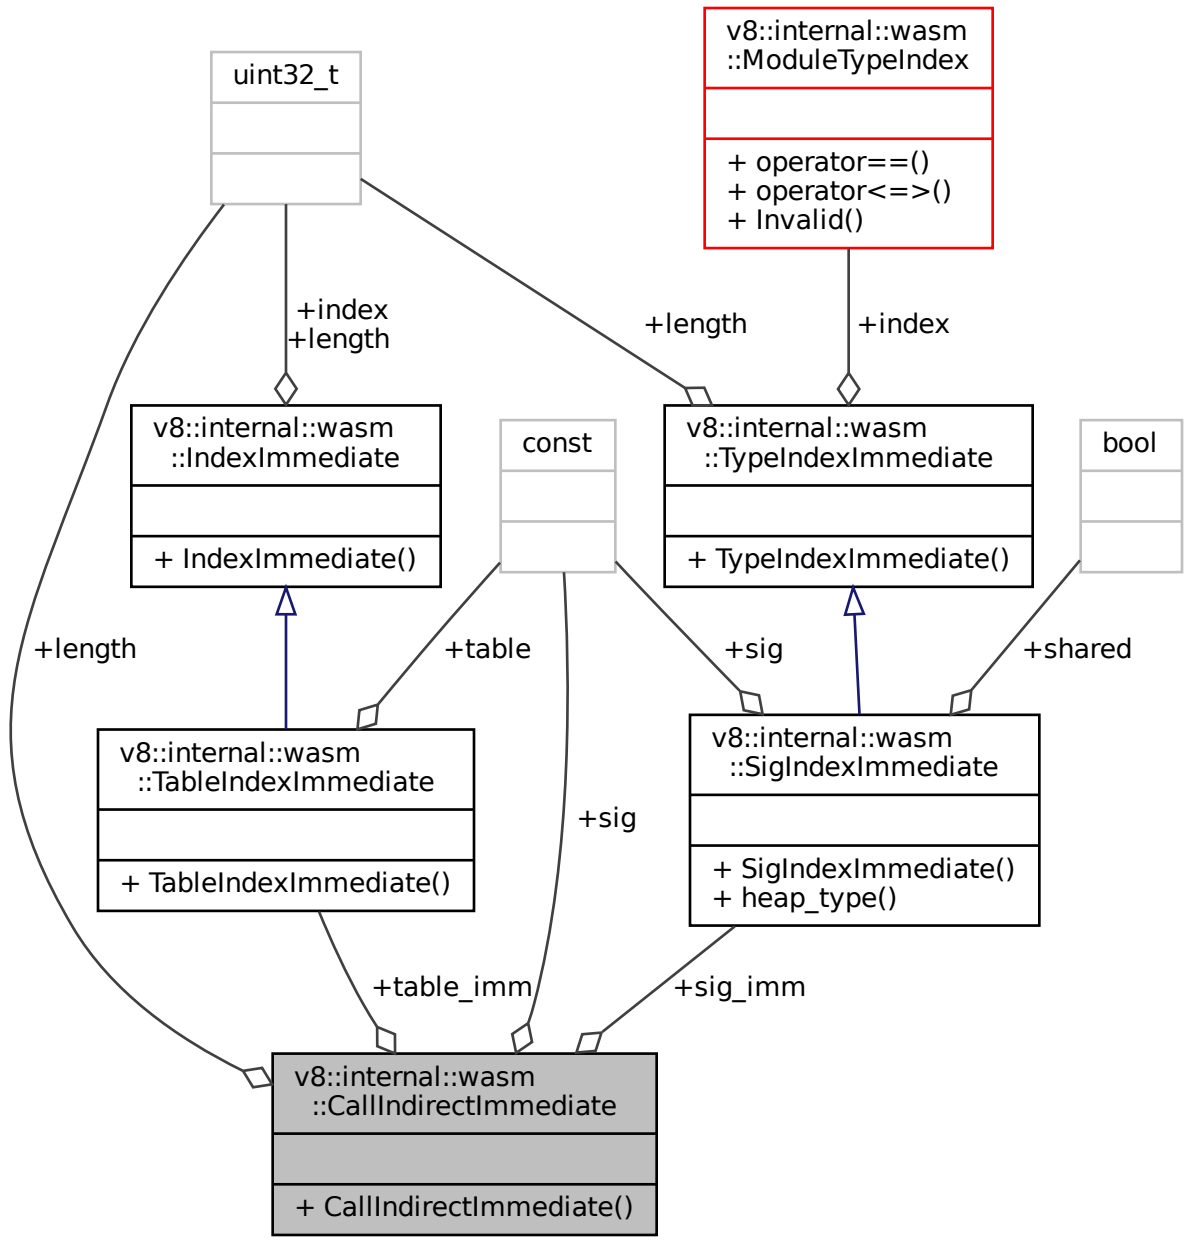 v8::internal::wasm
::ModuleTypeIndex
+ operator==()
+ operator<=>()
+ Invalid()
uint32_t
+index
+length
+length
+index
v8::internal::wasm
::IndexImmediate
+ IndexImmediate()
const
v8::internal::wasm
::TypeIndexImmediate
+ TypeIndexImmediate()
bool
+length
+table
+sig
+shared
v8::internal::wasm
::TableIndexImmediate
+ TableIndexImmediate()
+sig
v8::internal::wasm
::SigIndexImmediate
+ SigIndexImmediate()
+ heap_type()
+table_imm
+sig_imm
v8::internal::wasm
::CallIndirectImmediate
+ CallIndirectImmediate()